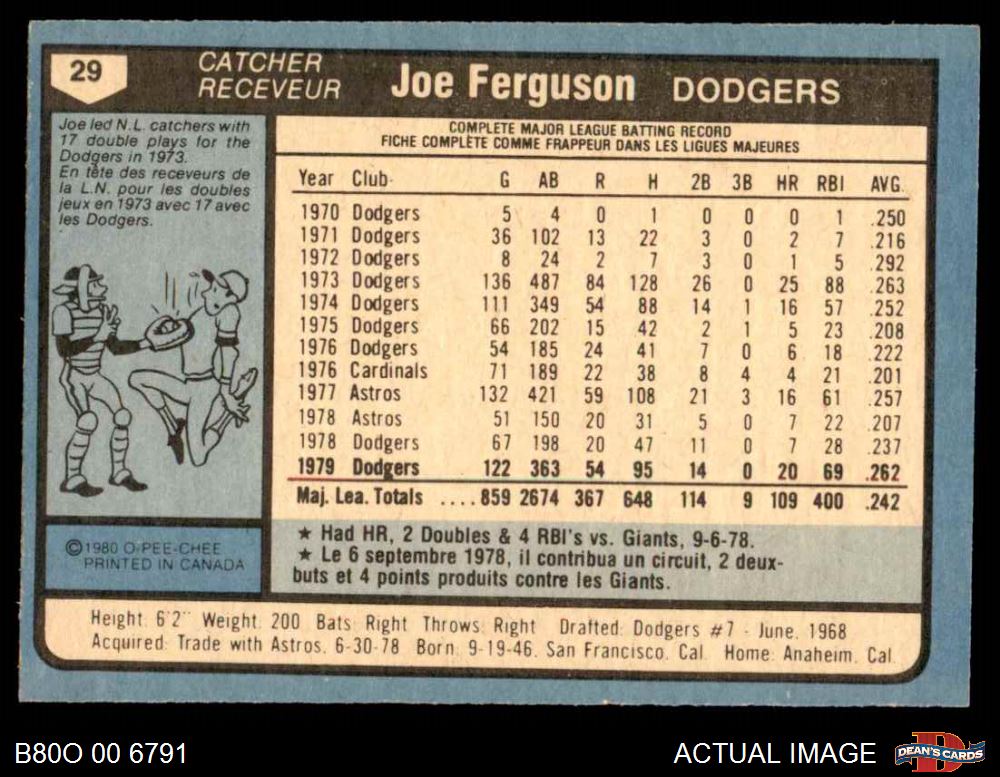 29
CATCHER
RECEVEUR
Joe Ferguson DODGERS
Joe led N.L. catchers with
17 double plays for the
Dodgers in 1973.
En tête des receveurs de
la L.N. pour les doubles
jeux en 1973 avec 17 avec
les Dodgers.
COMPLETE MAJOR LEAGUE BATTING RECORD
FICHE COMPLÈTE COMME FRAPPEUR DANS LES LIGUES MAJEURES
Year Club G AB R H 2B 3B HR RBI AVG.
1970 Dodgers 5 4 0 1 0 0 0 1 .250
1971 Dodgers 36 102 13 22 3 0 2 7 .216
1972 Dodgers 8 24 2 7 3 0 1 5 .292
1973 Dodgers 136 487 84 128 26 0 25 88 .263
1974 Dodgers 111 349 54 88 14 1 16 57 .252
1975 Dodgers 66 202 15 42 2 1 5 23 .208
1976 Dodgers 54 185 24 41 7 0 6 18 .222
1976 Cardinals 71 189 22 38 8 4 4 21 .201
1977 Astros 132 421 59 108 21 3 16 61 .257
1978 Astros 51 150 20 31 5 0 7 22 .207
1978 Dodgers 67 198 20 47 11 0 7 28 .237
1979 Dodgers 122 363 54 95 14 0 20 69 .262
Maj. Lea. Totals .... 859 2674 367 648 114 9 109 400 .242
★ Had HR, 2 Doubles & 4 RBI's vs. Giants, 9-6-78.
★ Le 6 septembre 1978, il contribua un circuit, 2 deux-
buts et 4 points produits contre les Giants.
©1980 O-PEE-CHEE
PRINTED IN CANADA
Height: 6'2" Weight: 200 Bats: Right Throws: Right Drafted: Dodgers #7 - June, 1968
Acquired: Trade with Astros, 6-30-78 Born: 9-19-46, San Francisco, Cal. Home: Anaheim, Cal.
B80O 00 6791
ACTUAL IMAGE
DEAN'S CARDS